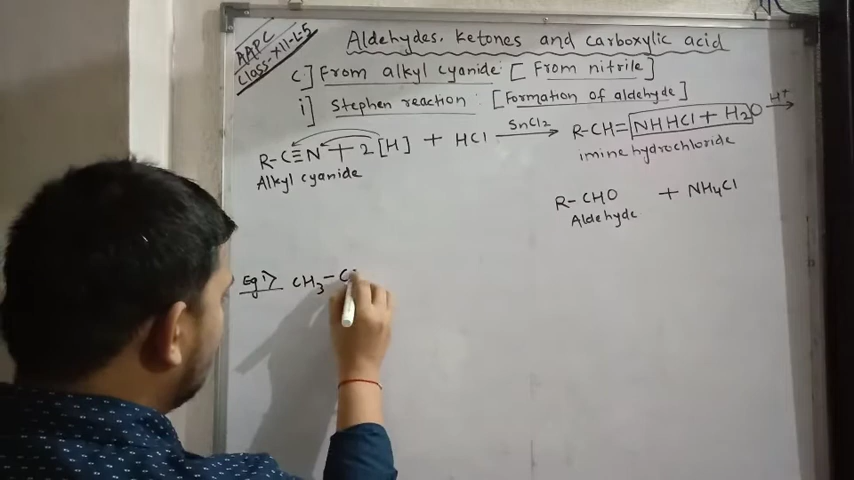 AAPC
Class-XII-L-5
Aldehydes, ketones and carboxylic acid
C] From alkyl cyanide: [From nitrile]
i] Stephen reaction: [Formation of aldehyde]
R-C≡N + 2[H] + HCl SnCl2 R-CH=NHHCl + H2O H+
Alkyl cyanide imine hydrochloride
R-CHO + NH4Cl
Aldehyde
Eg i> CH3-C